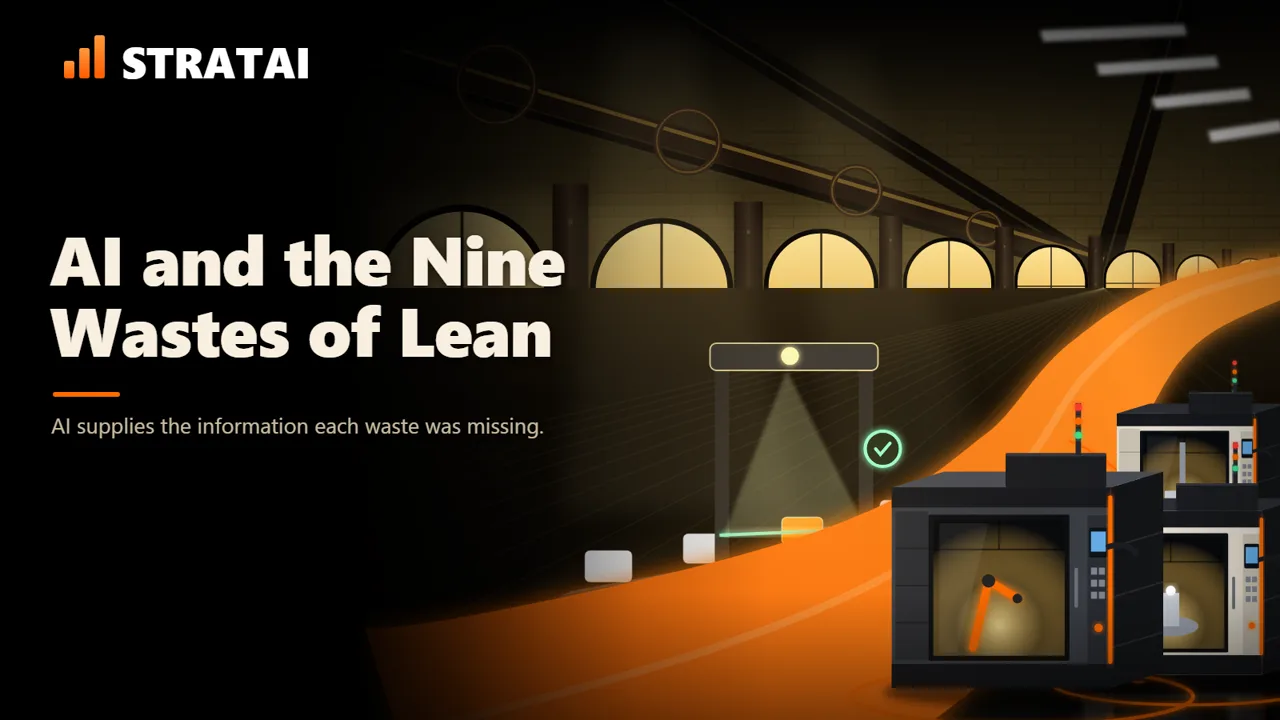 STRATAI
AI and the Nine
Wastes of Lean
AI supplies the information each waste was missing.